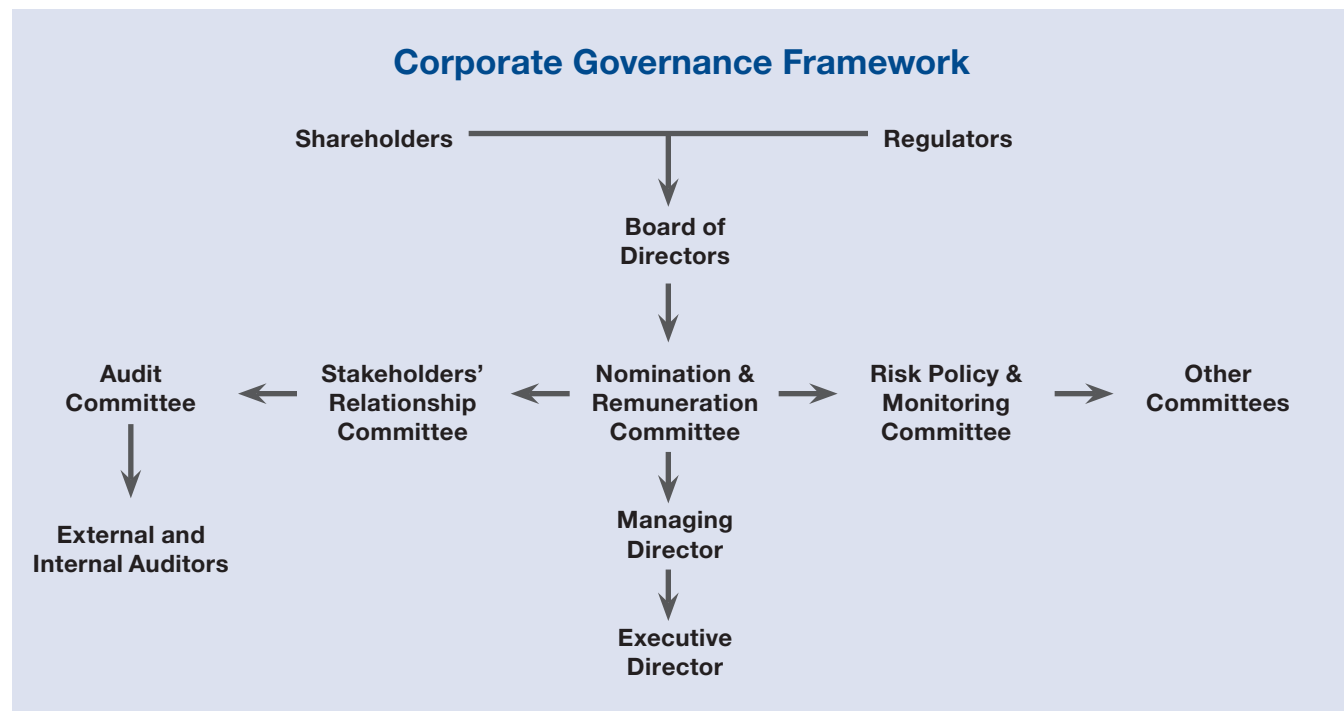 Corporate Governance Framework
Shareholders
Regulators
Board of
Directors
Audit
Committee
Stakeholders’
Relationship
Committee
Nomination &
Remuneration
Committee
Risk Policy &
Monitoring
Committee
Other
Committees
External and
Internal Auditors
Managing
Director
Executive
Director